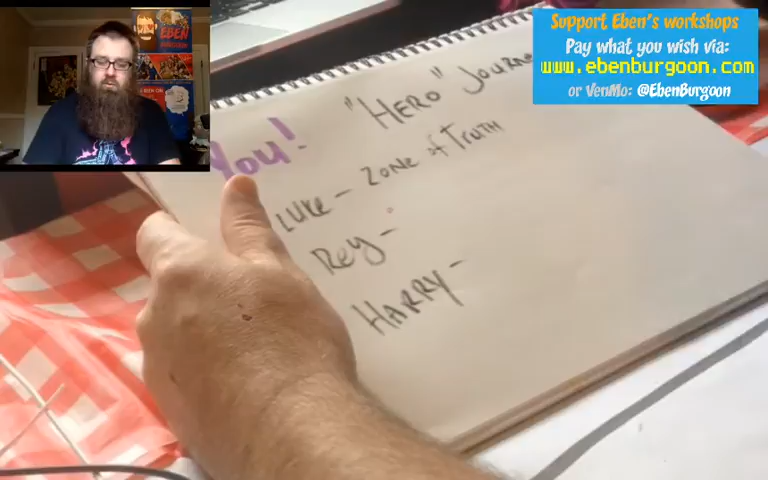 Support Eben's workshops
Pay what you wish via:
www.ebenburgoon.com
or VenMo: @EbenBurgoon
EBEN
You!
"HERO" Journe
LUKE - ZONE of TRUTH
Rey -
HARRY -